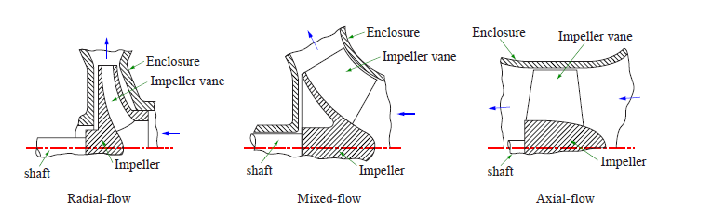 Enclosure
Impeller vane
Impeller
shaft
Radial-flow
Enclosure
Impeller vane
Impeller
shaft
Mixed-flow
Enclosure
Impeller vane
Impeller
shaft
Axial-flow